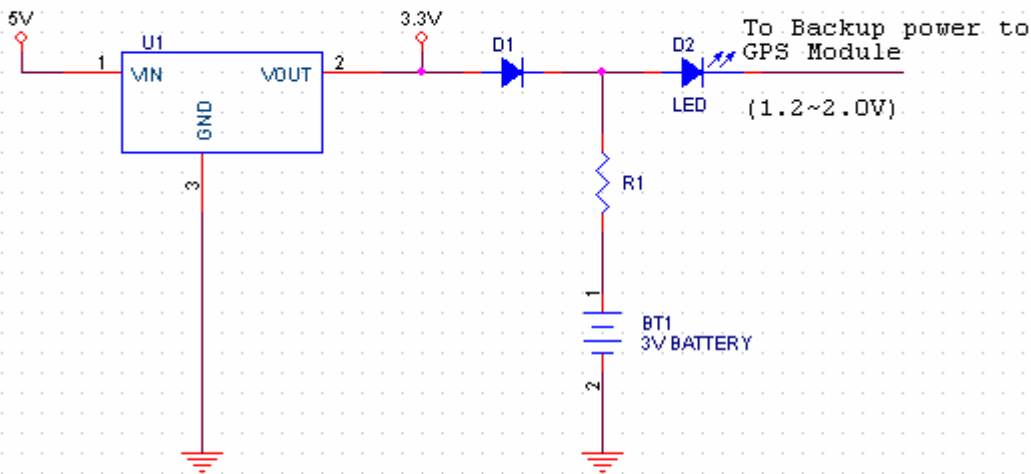 5V
U1
1
VIN
VOUT
2
GND
3
3.3V
D1
D2
LED
To Backup power to
GPS Module
(1.2~2.0V)
R1
1
BT1
3V BATTERY
2